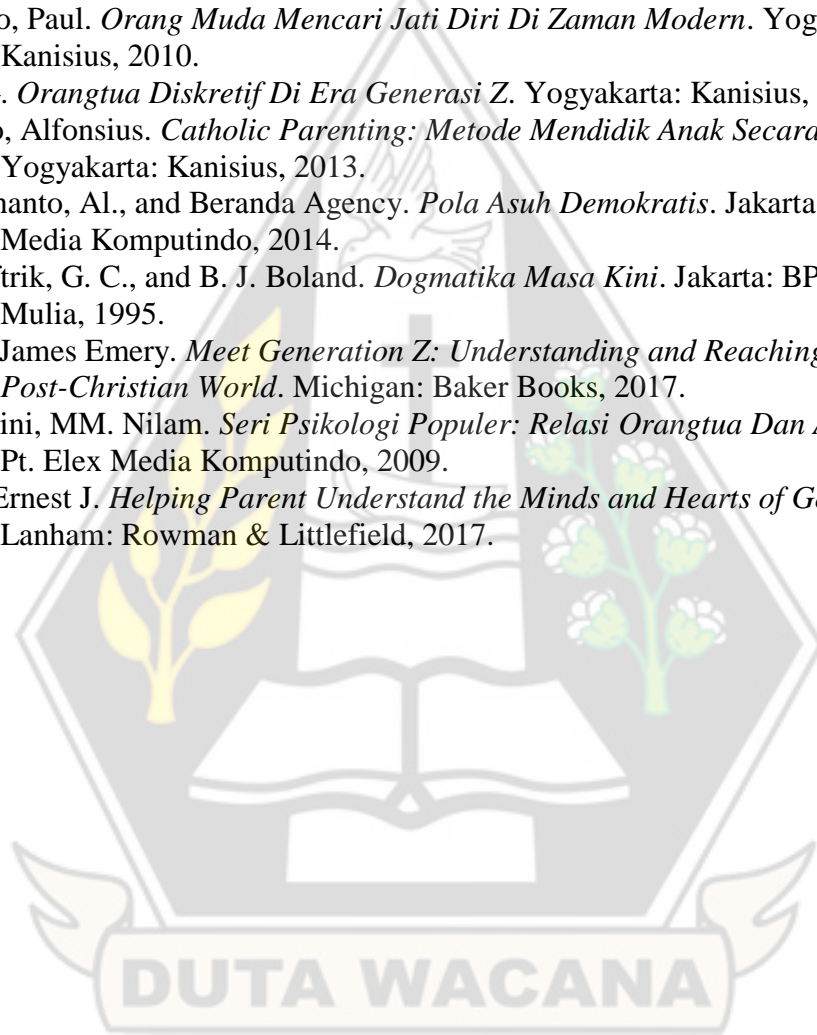 o, Paul. Orang Muda Mencari Jati Diri Di Zaman Modern. Yog
Kanisius, 2010.
. Orangtua Diskretif Di Era Generasi Z. Yogyakarta: Kanisius,
o, Alfonsius. Catholic Parenting: Metode Mendidik Anak Secara
Yogyakarta: Kanisius, 2013.
nanto, Al., and Beranda Agency. Pola Asuh Demokratis. Jakarta
Media Komputindo, 2014.
trik, G. C., and B. J. Boland. Dogmatika Masa Kini. Jakarta: BP
Mulia, 1995.
James Emery. Meet Generation Z: Understanding and Reaching
Post-Christian World. Michigan: Baker Books, 2017.
ini, MM. Nilam. Seri Psikologi Populer: Relasi Orangtua Dan A
Pt. Elex Media Komputindo, 2009.
Ernest J. Helping Parent Understand the Minds and Hearts of G
Lanham: Rowman & Littlefield, 2017.
DUTA WACANA